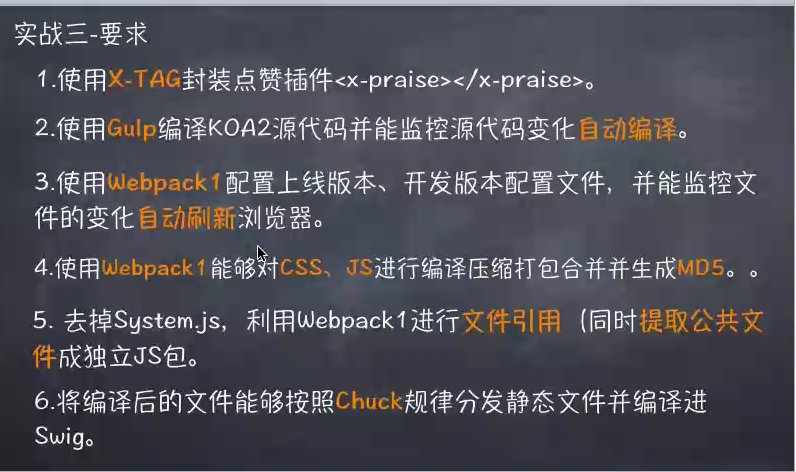 实战三-要求
1.使用X-TAG封装点赞插件<x-praise></x-praise>。
2.使用Gulp编译KOA2源代码并能监控源代码变化自动编译。
3.使用Webpack1配置上线版本、开发版本配置文件，并能监控文
件的变化自动刷新浏览器。
4.使用Webpack1能够对CSS、JS进行编译压缩打包合并并生成MD5。。
5. 去掉System.js，利用Webpack1进行文件引用（同时提取公共文
件成独立JS包。
6.将编译后的文件能够按照Chuck规律分发静态文件并编译进
Swig。